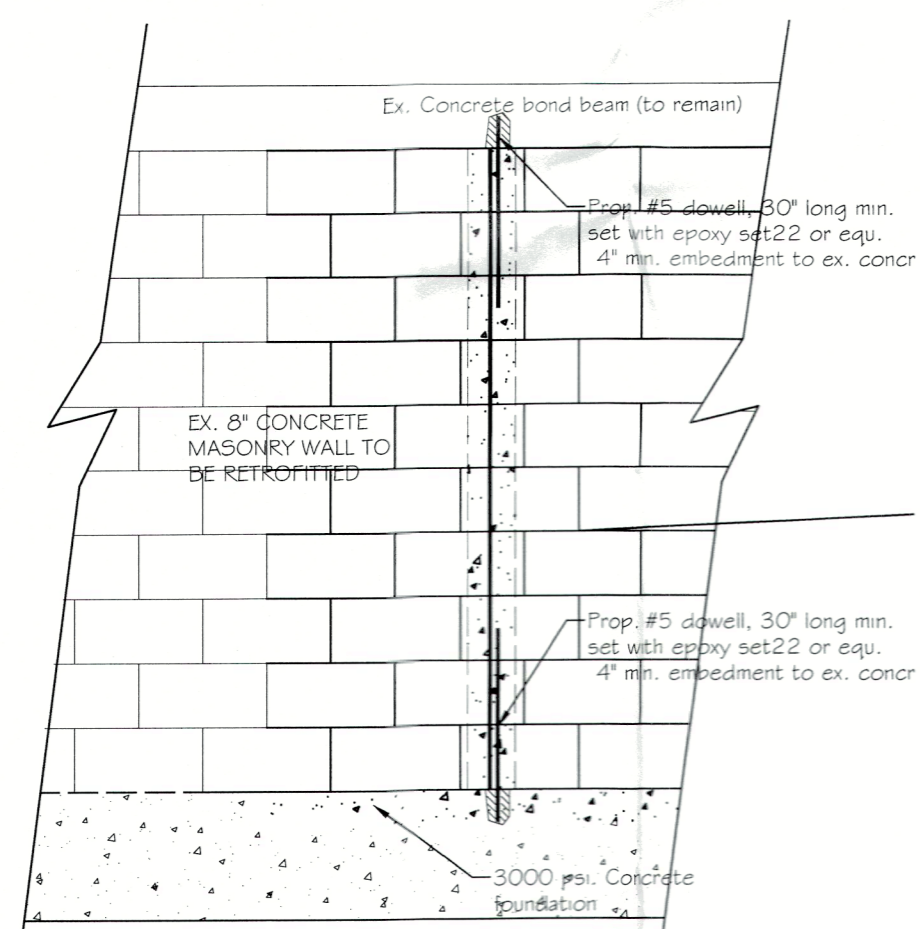 Ex. Concrete bond beam (to remain)
Prop. #5 dowell, 30" long min.
set with epoxy set22 or equ.
4" min. embedment to ex. concr
EX. 8" CONCRETE
MASONRY WALL TO
BE RETROFITTED
Prop. #5 dowell, 30" long min.
set with epoxy set22 or equ.
4" min. embedment to ex. concr
3000 psi. Concrete
foundation